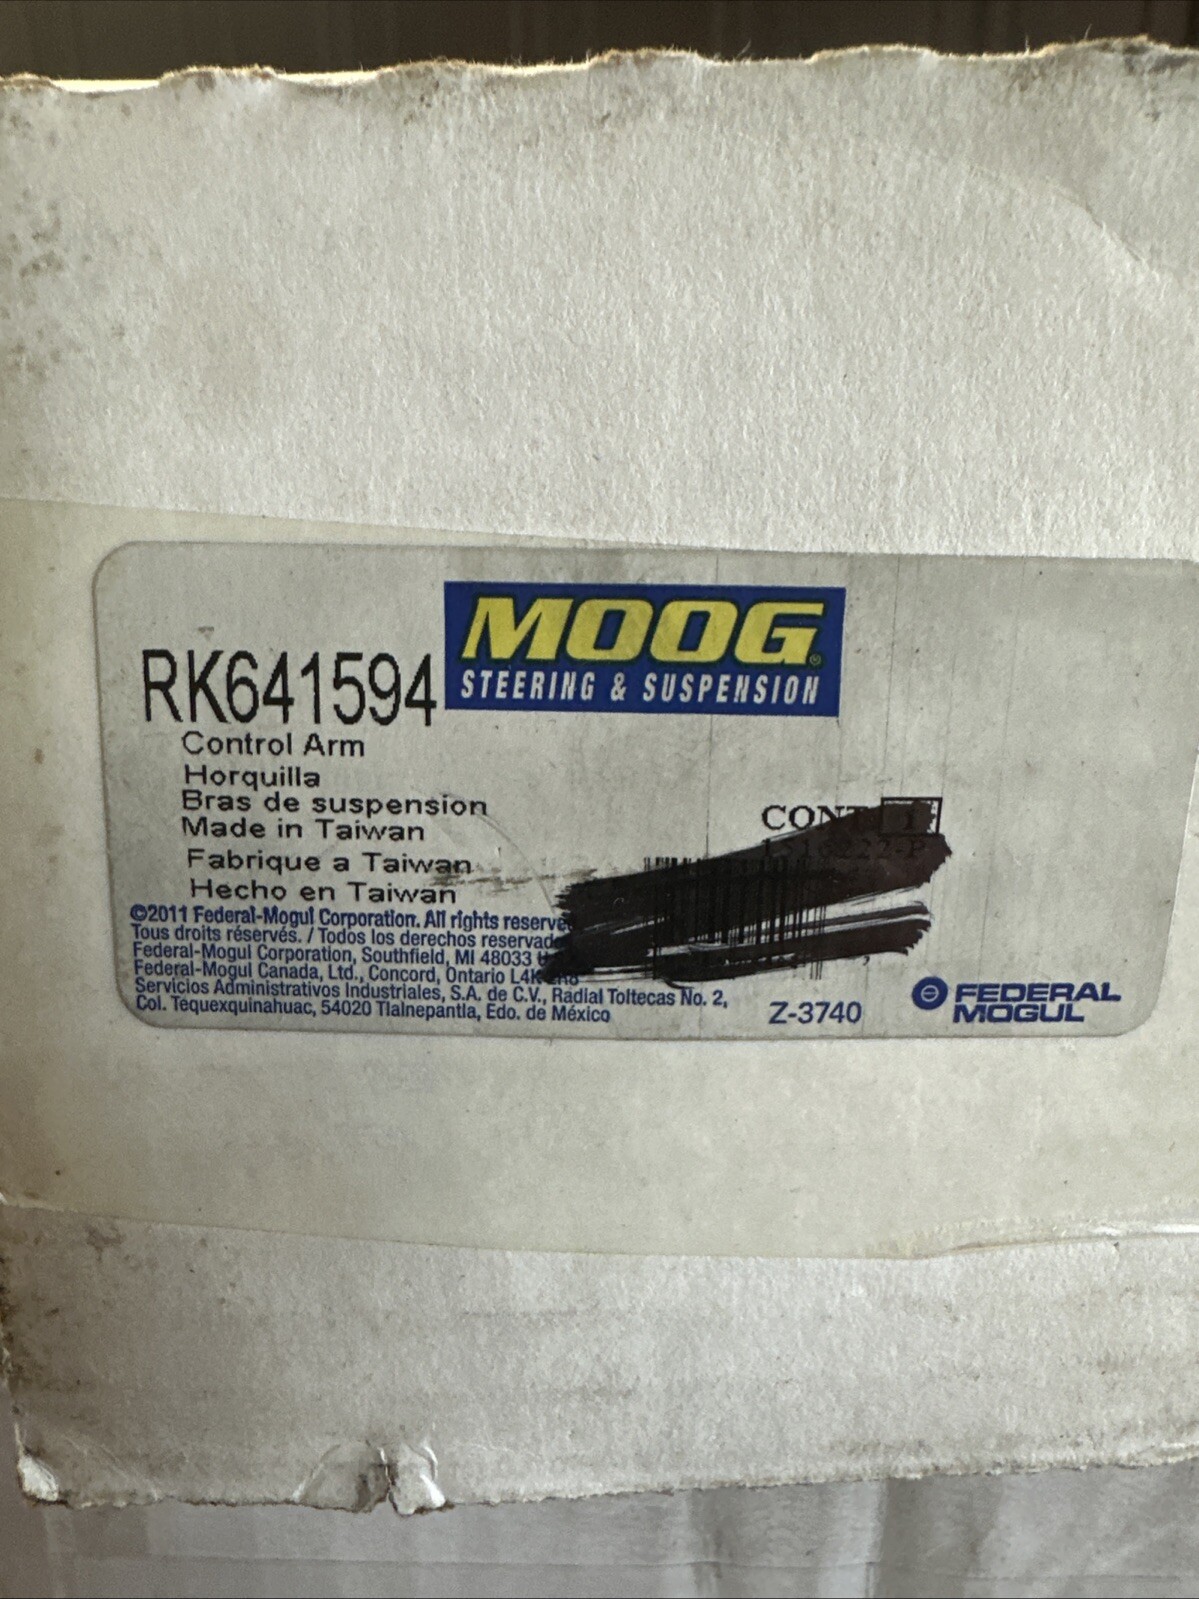 MOOG®
STEERING & SUSPENSION
RK641594
Control Arm
Horquilla
Bras de suspension
Made in Taiwan
Fabrique a Taiwan
Hecho en Taiwan
CONT 1
©2011 Federal-Mogul Corporation. All rights
Tous droits réservés. / Todos los derechos
Federal-Mogul Corporation, Southfield, MI 48033
Federal-Mogul Canada, Ltd., Concord, Ontario
Servicios Administrativos Industriales, S.A. de C.V., Radial Toltecas No. 2,
Col. Tequexquinahuac, 54020 Tlalnepantla, Edo. de México
Z-3740
FEDERAL
MOGUL